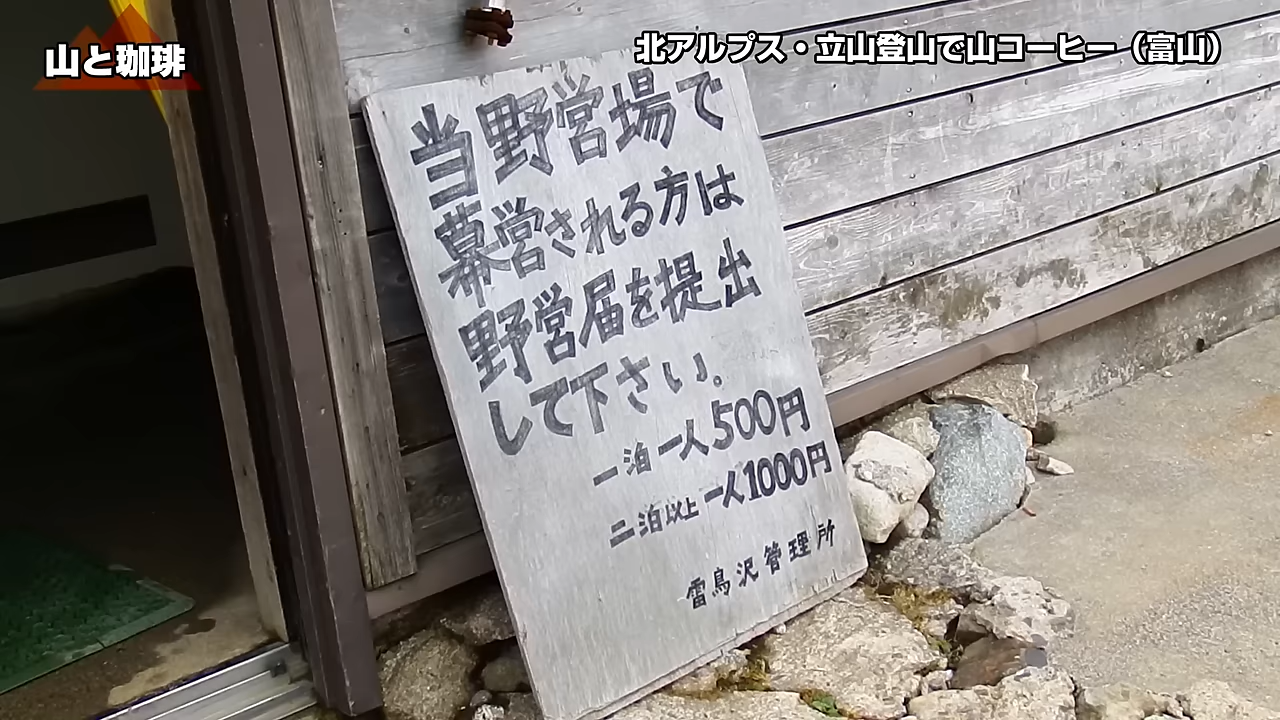 山と珈琲
北アルプス・立山登山で山コーヒー（富山）
当野営場で
幕営される方は
野営届を提出
して下さい。
一泊一人500円
二泊以上一人1000円
雷鳥沢管理所